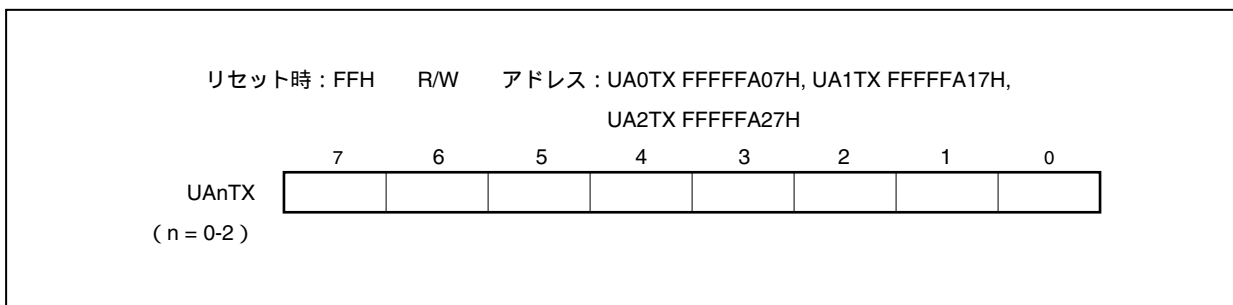 リセット時：FFH R/W アドレス：UA0TX FFFFFA07H, UA1TX FFFFFA17H,
UA2TX FFFFFA27H
7 6 5 4 3 2 1 0
UAnTX
（n = 0-2）